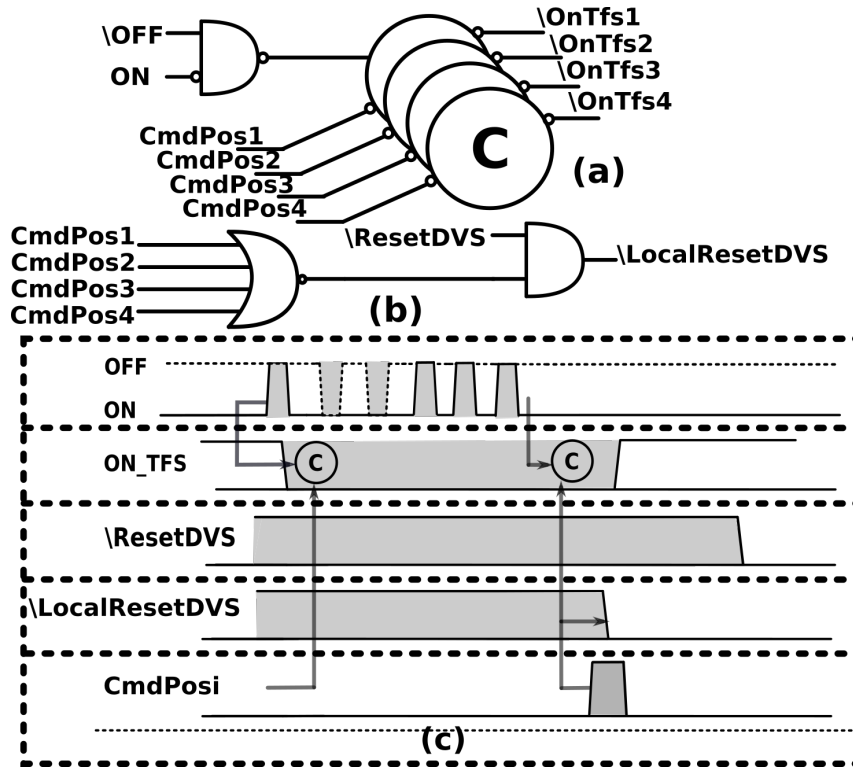 \OFF
ON
\OnTfs1
\OnTfs2
\OnTfs3
\OnTfs4
C
CmdPos1
CmdPos2
CmdPos3
CmdPos4
(a)
CmdPos1
CmdPos2
CmdPos3
CmdPos4
\ResetDVS
\LocalResetDVS
(b)
OFF
ON
ON_TFS
C
C
\ResetDVS
\LocalResetDVS
CmdPosi
(c)